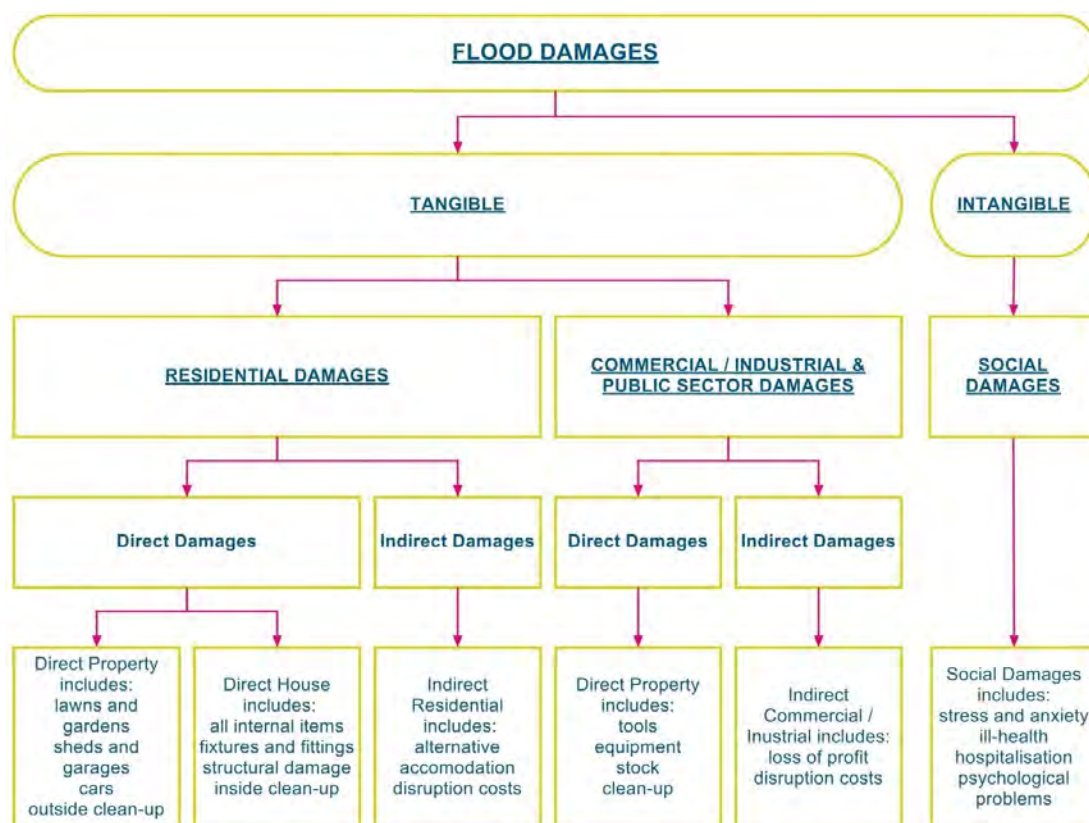 FLOOD DAMAGES
TANGIBLE
INTANGIBLE
RESIDENTIAL DAMAGES
COMMERCIAL / INDUSTRIAL &
PUBLIC SECTOR DAMAGES
SOCIAL
DAMAGES
Direct Damages
Indirect Damages
Direct Damages
Indirect Damages
Direct Property
includes:
lawns and
gardens
sheds and
garages
cars
outside clean-up
Direct House
includes:
all internal items
fixtures and fittings
structural damage
inside clean-up
Indirect
Residential
includes:
alternative
accomodation
disruption costs
Direct Property
includes:
tools
equipment
stock
clean-up
Indirect
Commercial /
Inustrial includes:
loss of profit
disruption costs
Social Damages
includes:
stress and anxiety
ill-health
hospitalisation
psychological
problems